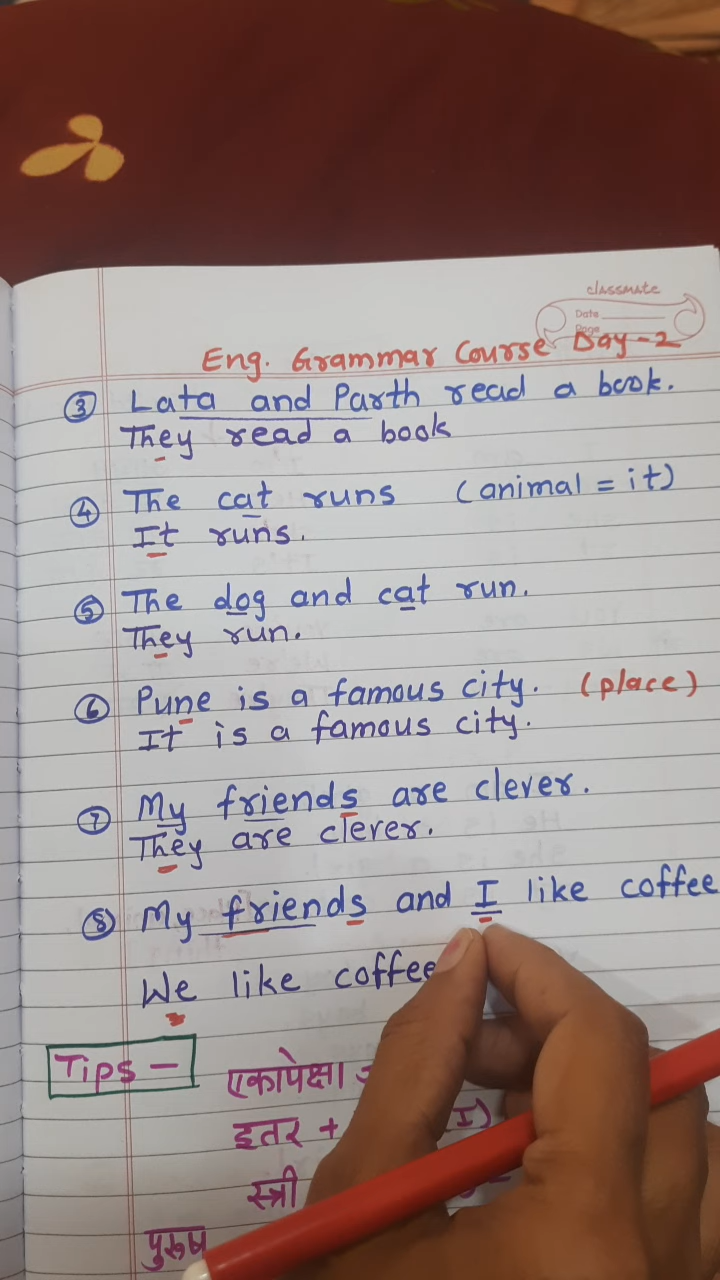 classmate
Date
Page
Eng. Grammar Course Day-2
③ Lata and Parth read a book.
They read a book
④ The cat runs (animal = it)
It runs.
⑤ The dog and cat run.
They run.
⑥ Pune is a famous city. (place)
It is a famous city.
⑦ My friends are clever.
They are clever.
⑧ My friends and I like coffee
We like coffee
Tips - एकापेक्षा
इतर + I)
स्त्री
पुरुष